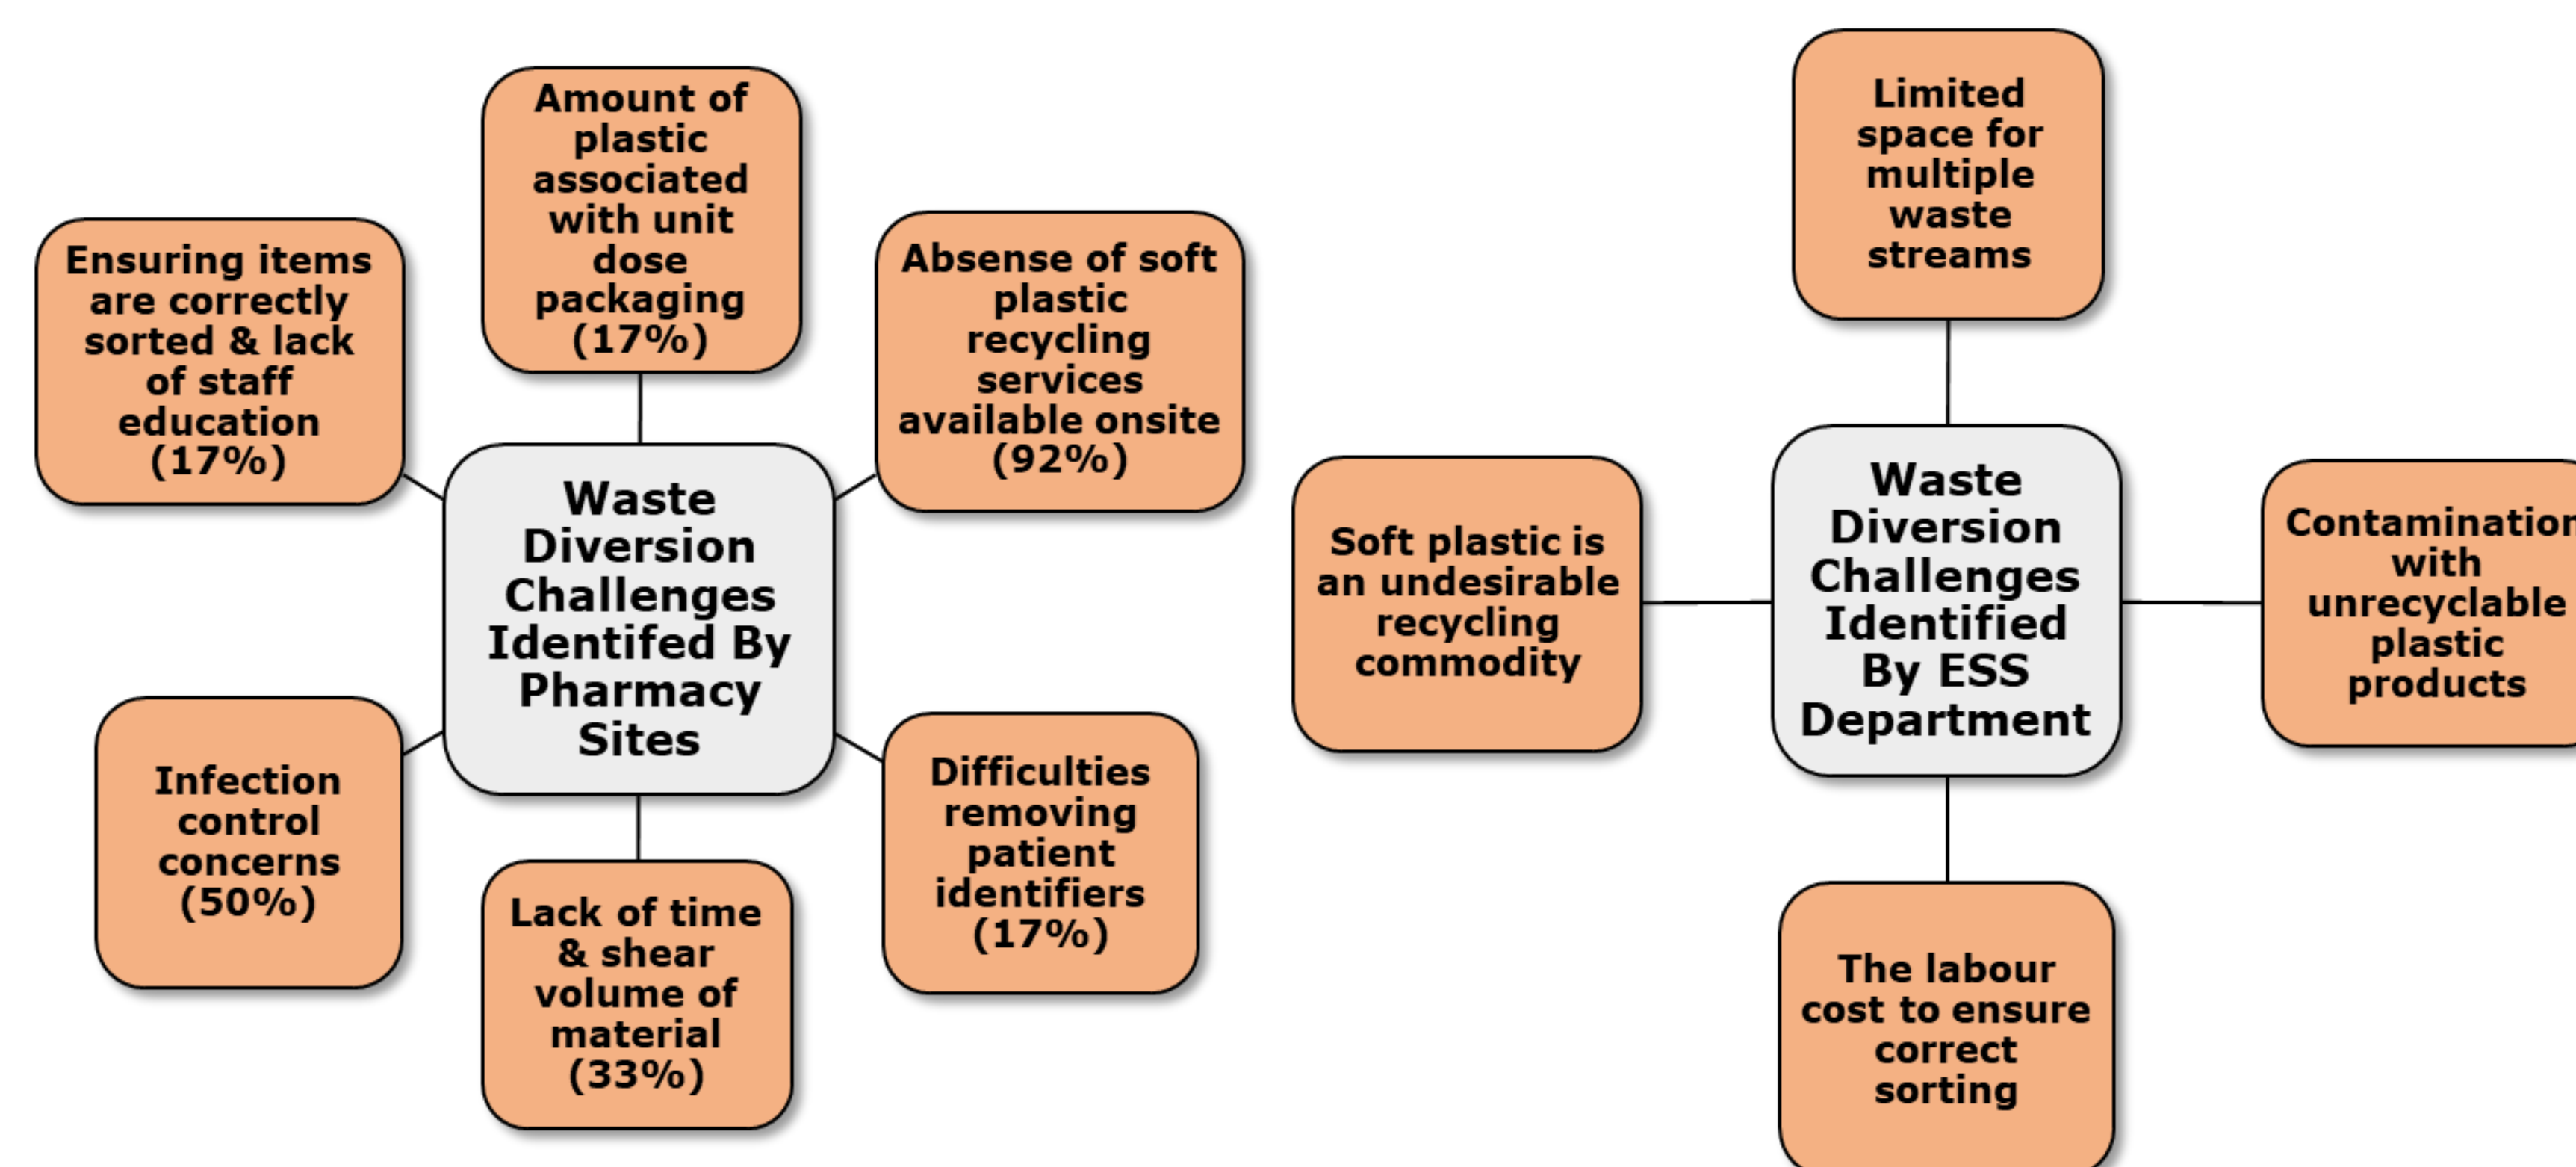 Amount of
plastic
associated
with unit
dose
packaging
(17%)
Ensuring items
are correctly
sorted & lack
of staff
education
(17%)
Absense of soft
plastic
recycling
services
available onsite
(92%)
Waste
Diversion
Challenges
Identifed By
Pharmacy
Sites
Infection
control
concerns
(50%)
Lack of time
& shear
volume of
material
(33%)
Difficulties
removing
patient
identifiers
(17%)
Limited
space for
multiple
waste
streams
Soft plastic is
an undesirable
recycling
commodity
Waste
Diversion
Challenges
Identified
By ESS
Department
Contamination
with
unrecyclable
plastic
products
The labour
cost to ensure
correct
sorting